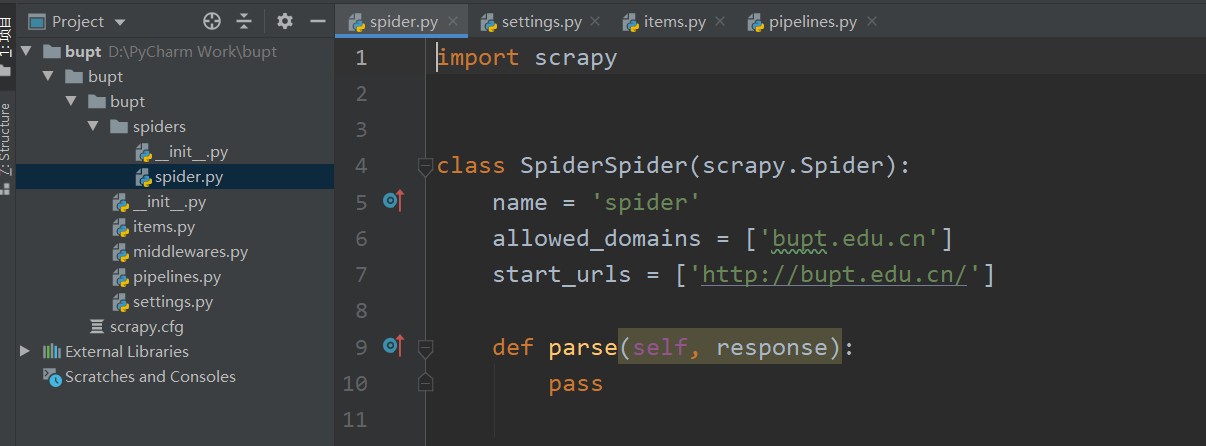 1: 项目
Z: Structure
Project
bupt D:\PyCharm Work\bupt
bupt
bupt
spiders
__init__.py
spider.py
__init__.py
items.py
middlewares.py
pipelines.py
settings.py
scrapy.cfg
External Libraries
Scratches and Consoles
spider.py settings.py items.py pipelines.py
1 import scrapy
2
3
4 class SpiderSpider(scrapy.Spider):
5 name = 'spider'
6 allowed_domains = ['bupt.edu.cn']
7 start_urls = ['http://bupt.edu.cn/']
8
9 def parse(self, response):
10 pass
11